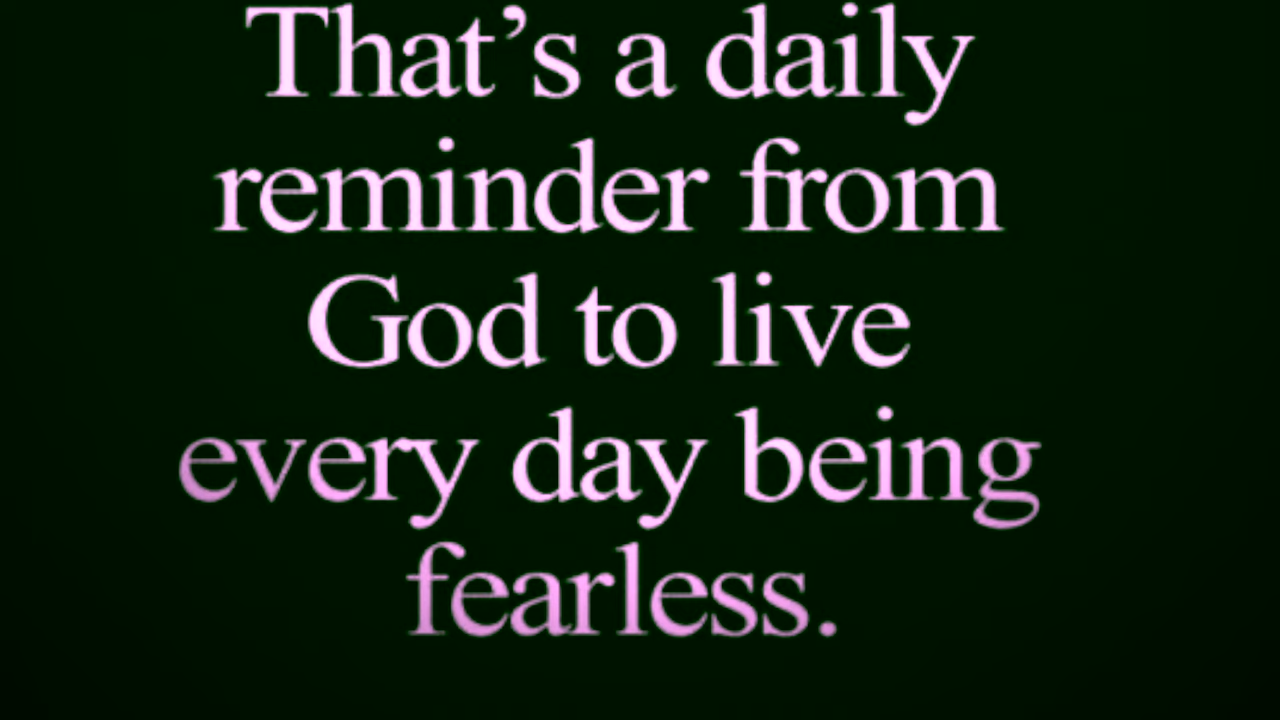 That’s a daily
reminder from
God to live
every day being
fearless.